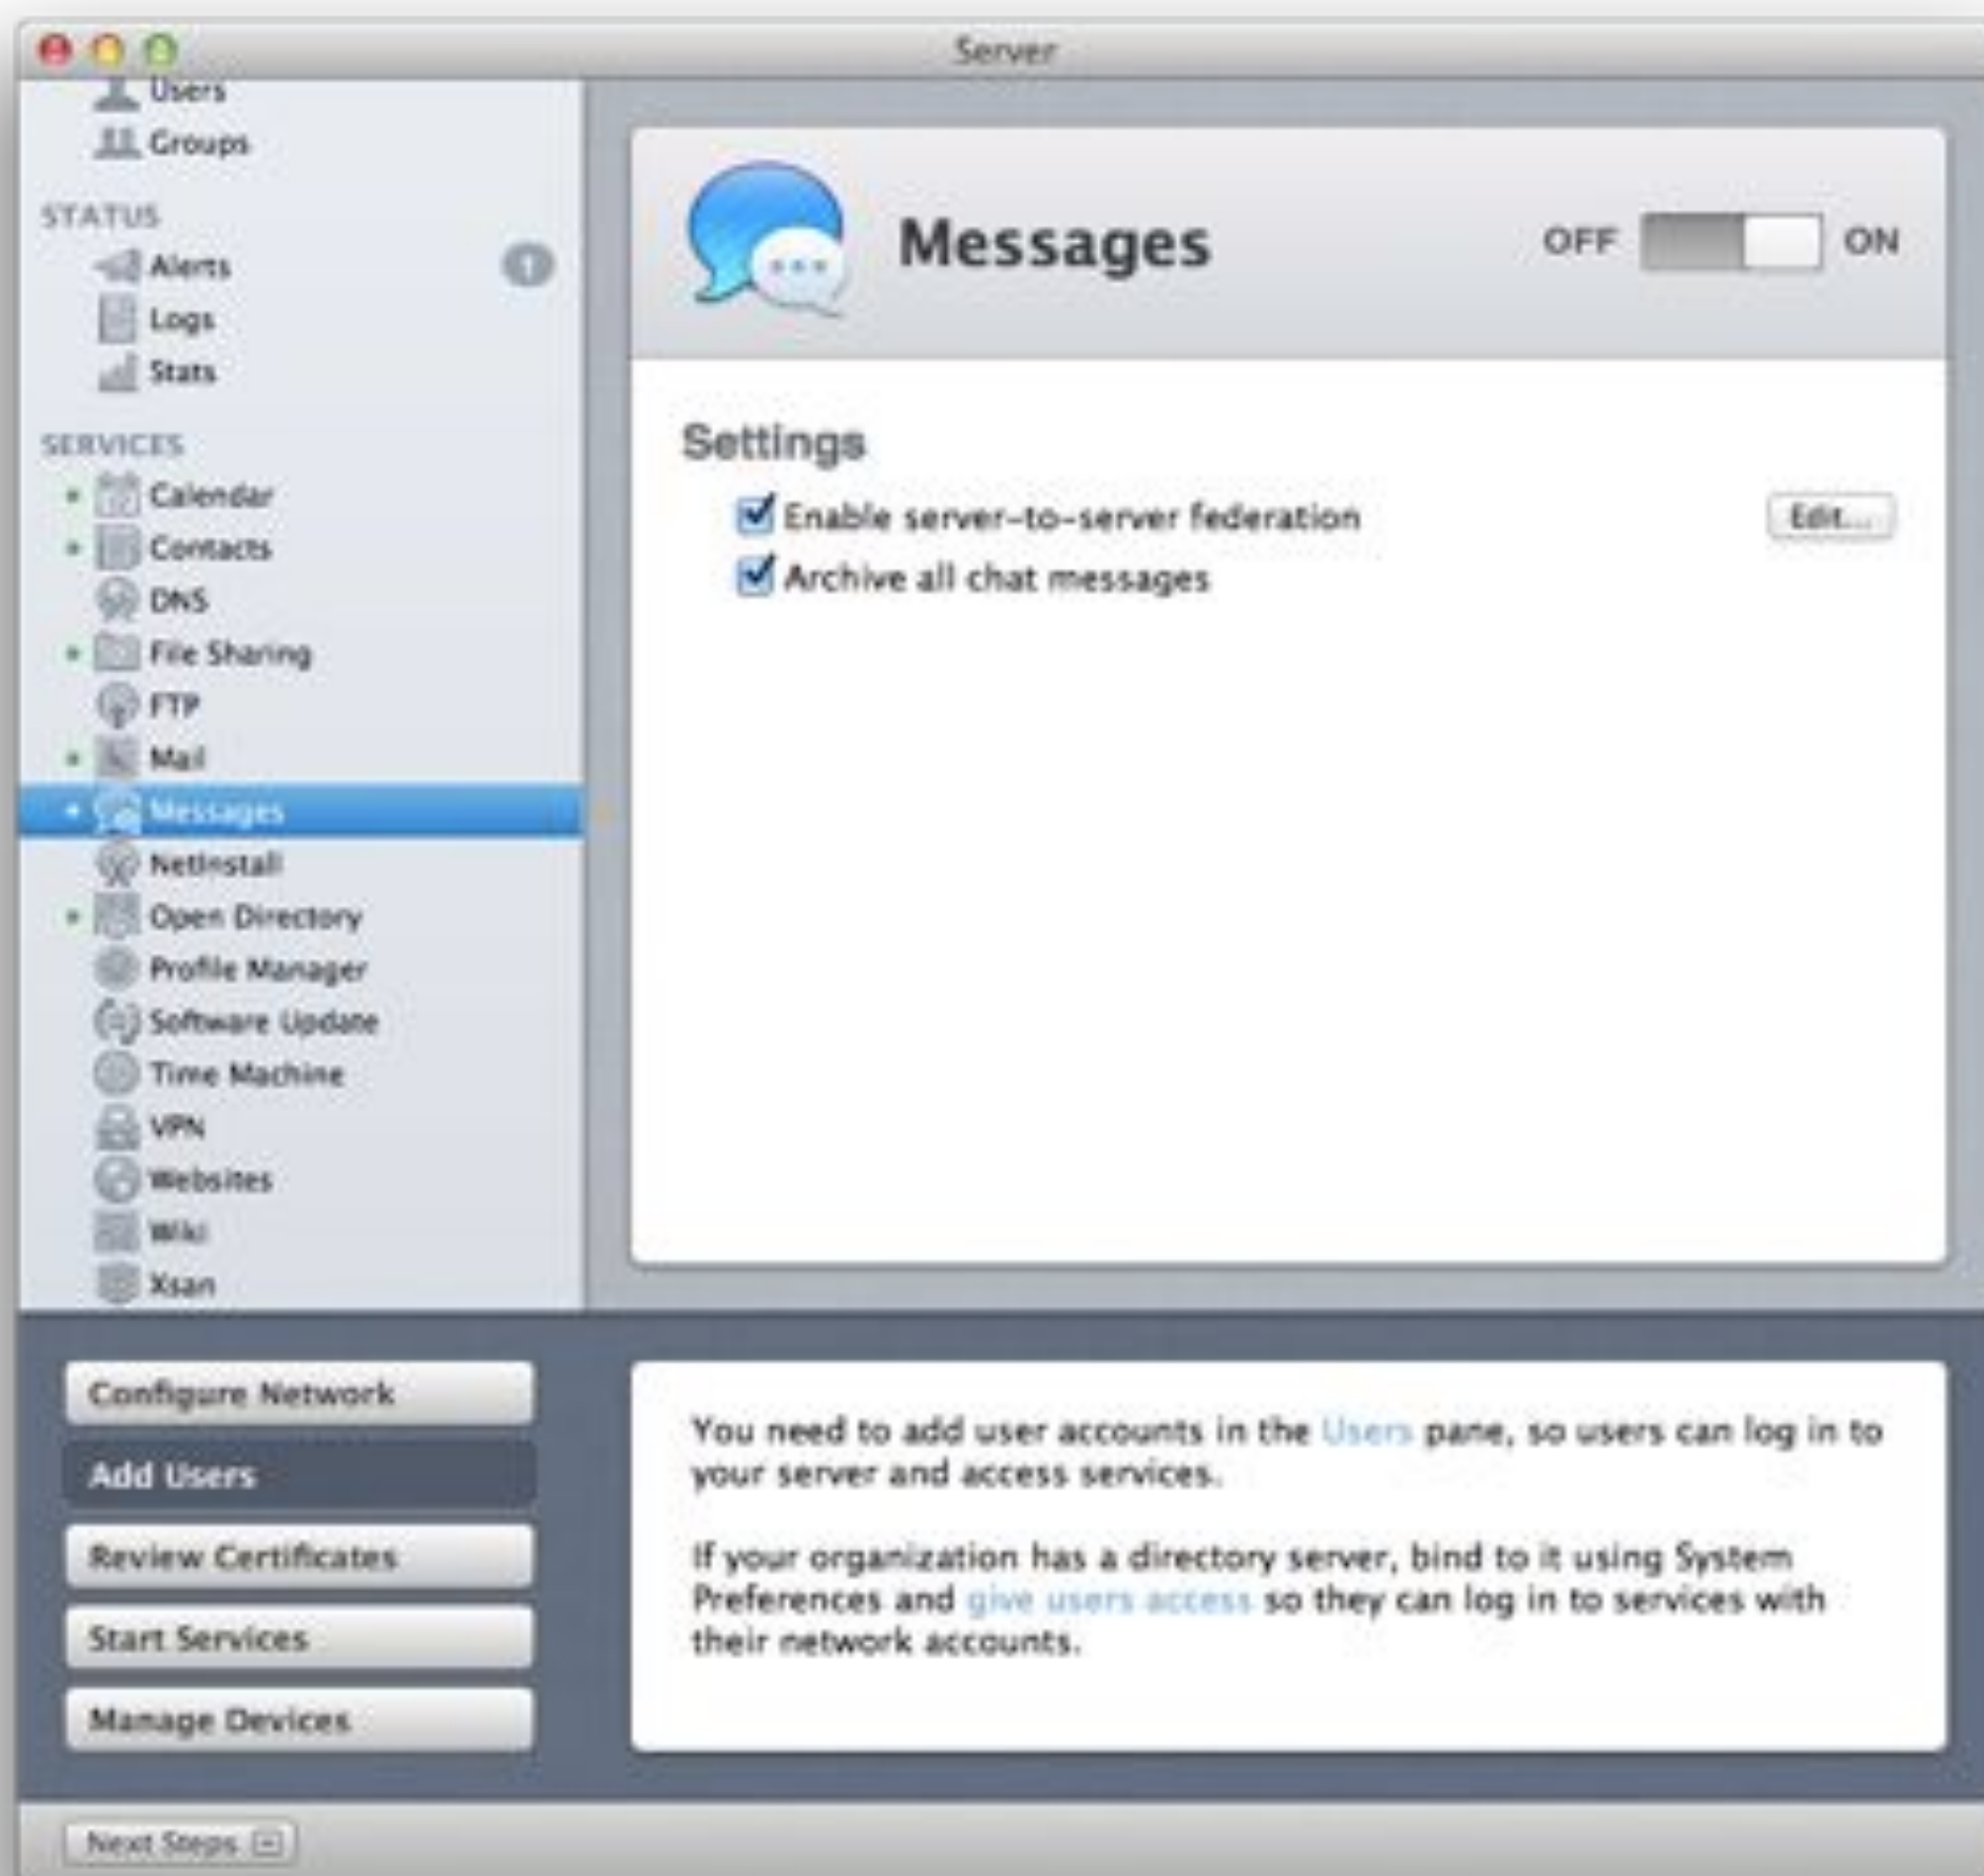 Server
Users
Groups
STATUS
Alerts
1
Logs
Stats
SERVICES
Calendar
Contacts
DNS
File Sharing
FTP
Mail
Messages
NetInstall
Open Directory
Profile Manager
Software Update
Time Machine
VPN
Websites
Wiki
Xsan
Messages
OFF ON
Settings
Enable server-to-server federation
Edit...
Archive all chat messages
Configure Network
Add Users
Review Certificates
Start Services
Manage Devices
You need to add user accounts in the Users pane, so users can log in to
your server and access services.
If your organization has a directory server, bind to it using System
Preferences and give users access so they can log in to services with
their network accounts.
Next Steps